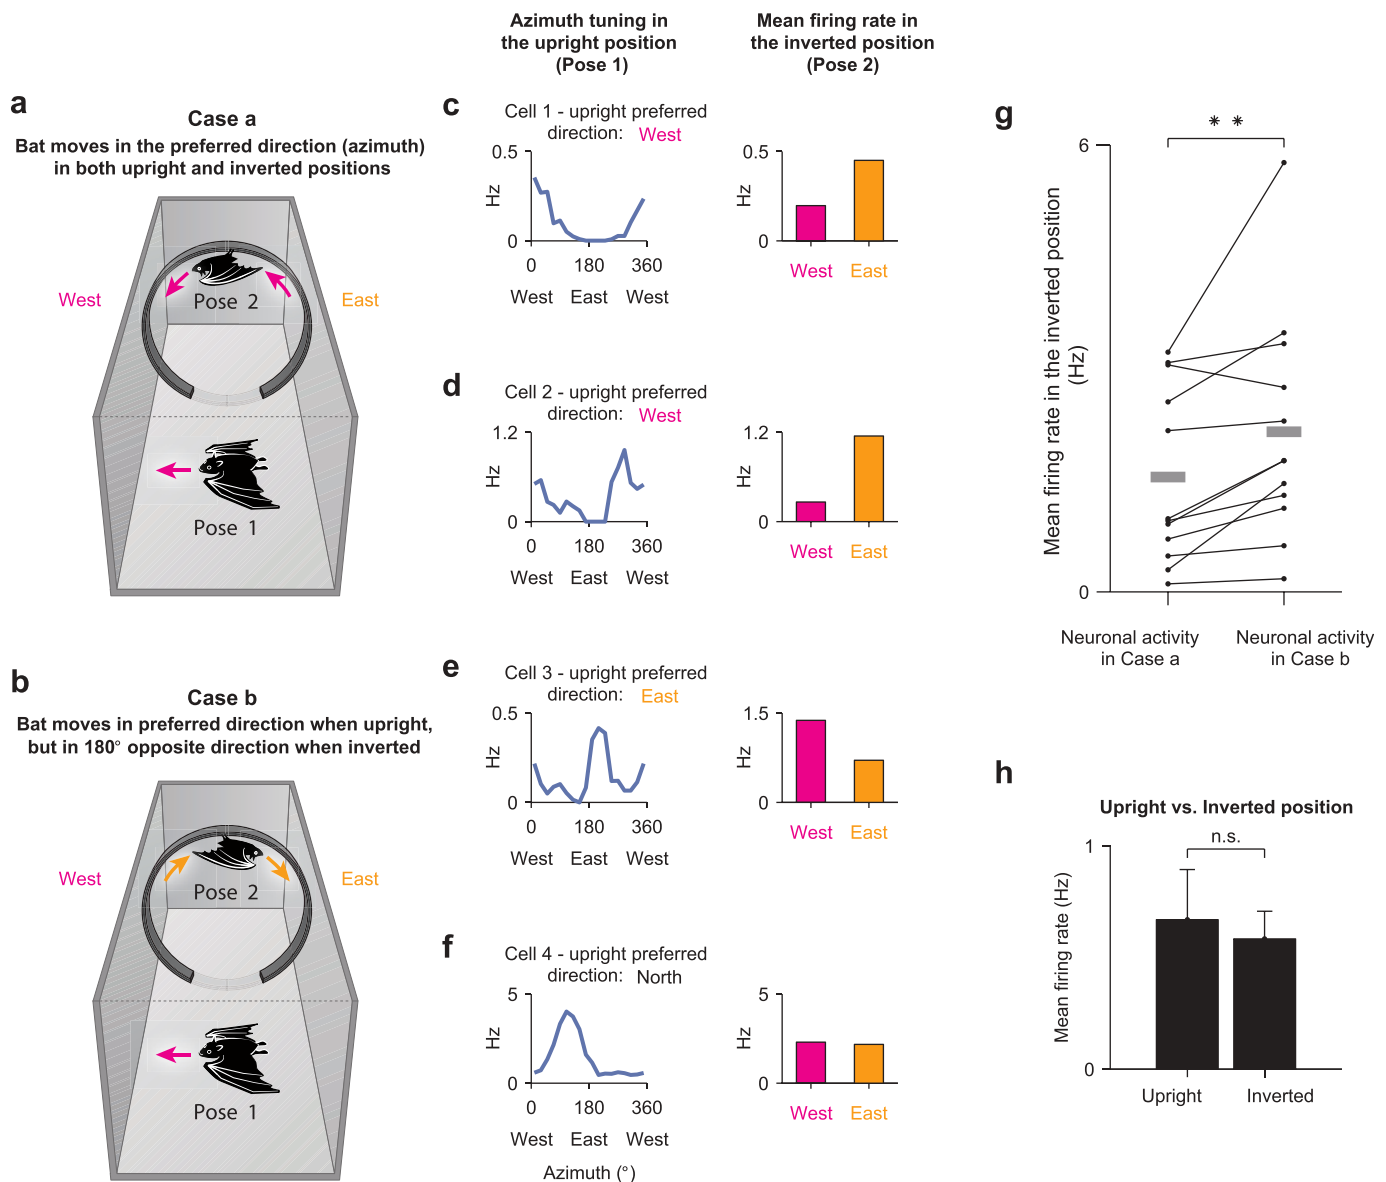 Azimuth tuning in
the upright position
(Pose 1)
Mean firing rate in
the inverted position
(Pose 2)
a
Case a
Bat moves in the preferred direction (azimuth)
in both upright and inverted positions
West
East
Pose 2
Pose 1
b
Case b
Bat moves in preferred direction when upright,
but in 180° opposite direction when inverted
West
East
Pose 2
Pose 1
c
Cell 1 - upright preferred
direction: West
0.5
Hz
0
0 180 360
West East West
0.5
Hz
0
West East
d
Cell 2 - upright preferred
direction: West
1.2
Hz
0
0 180 360
West East West
1.2
Hz
0
West East
e
Cell 3 - upright preferred
direction: East
0.5
Hz
0
0 180 360
West East West
1.5
Hz
0
West East
f
Cell 4 - upright preferred
direction: North
5
Hz
0
0 180 360
West East West
Azimuth (°)
5
Hz
0
West East
g
* *
6
Mean firing rate in the inverted position
(Hz)
0
Neuronal activity
in Case a
Neuronal activity
in Case b
h
Upright vs. Inverted position
n.s.
1
Mean firing rate (Hz)
0
Upright Inverted